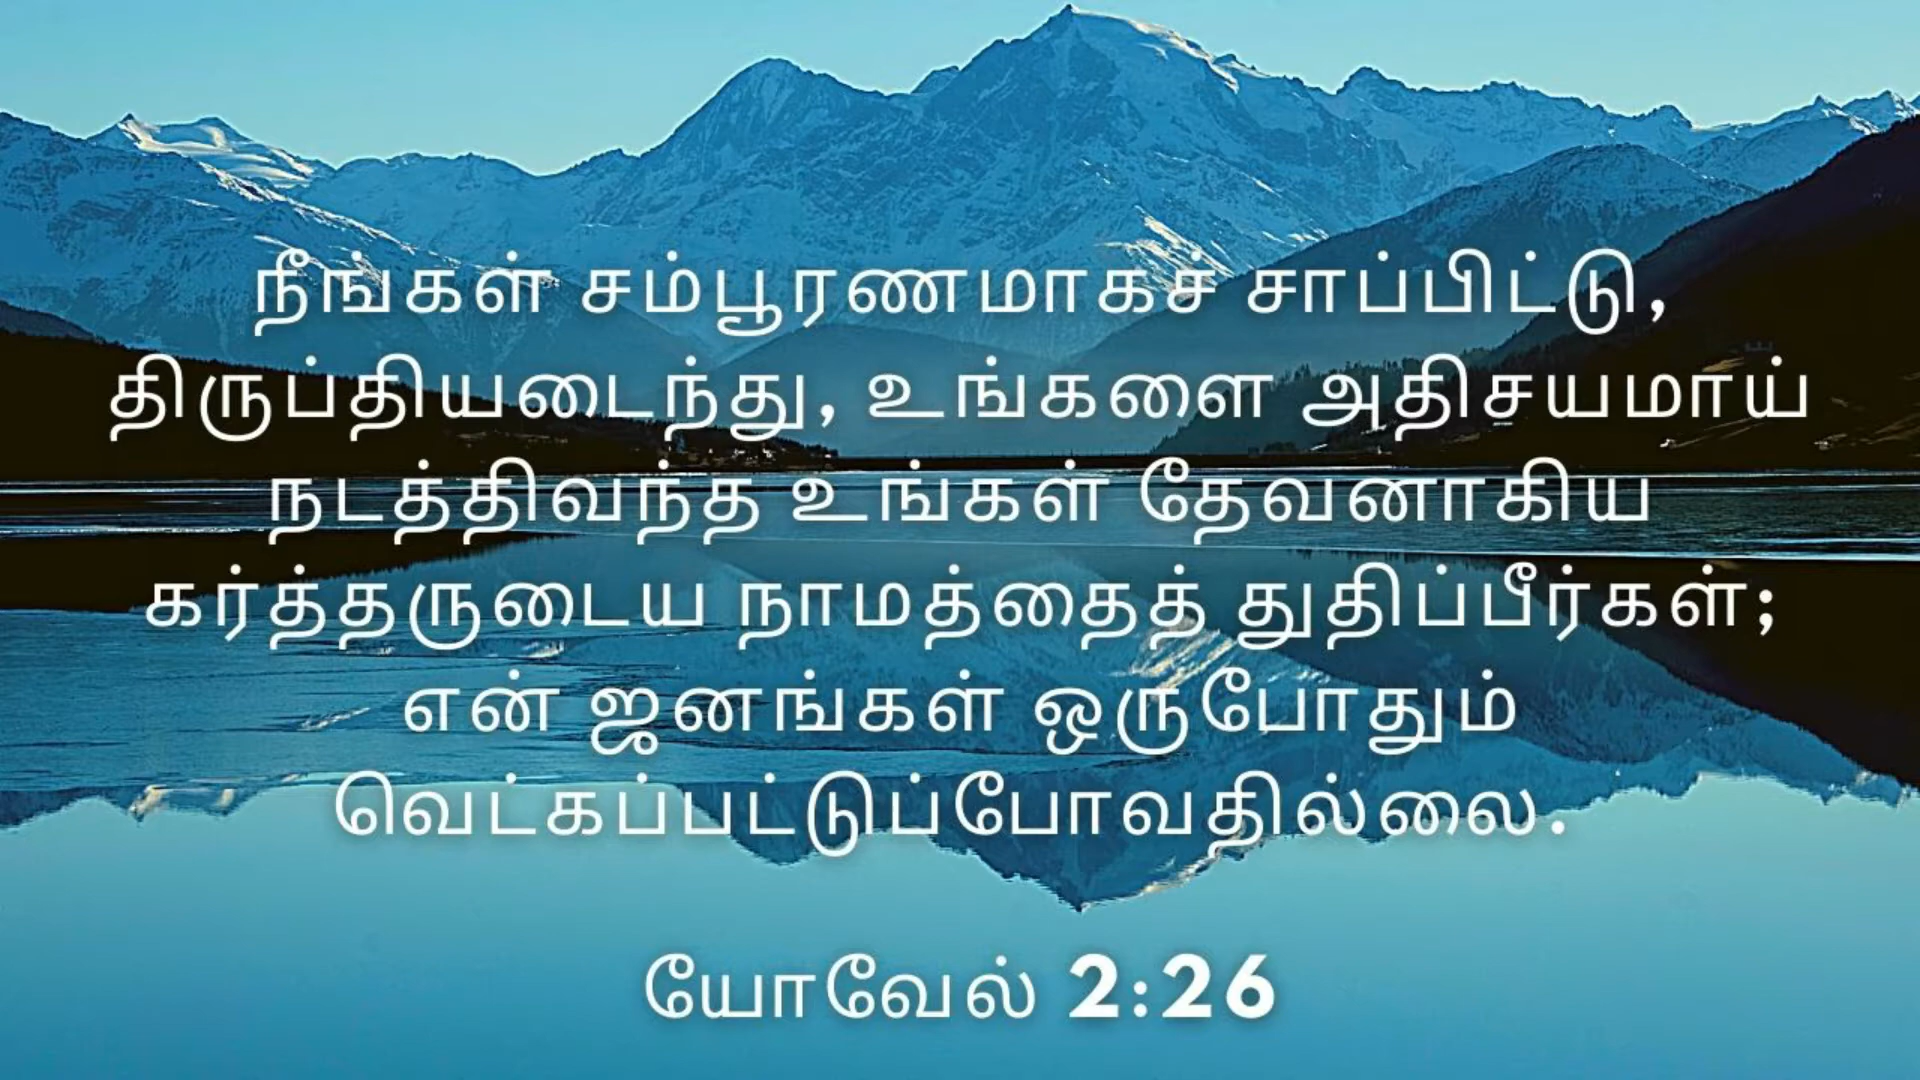 நீங்கள் சம்பூரணமாகச் சாப்பிட்டு,
திருப்தியடைந்து, உங்களை அதிசயமாய்
நடத்திவந்த உங்கள் தேவனாகிய
கர்த்தருடைய நாமத்தைத் துதிப்பீர்கள்;
என் ஜனங்கள் ஒருபோதும்
வெட்கப்பட்டுப்போவதில்லை.
யோவேல் 2:26